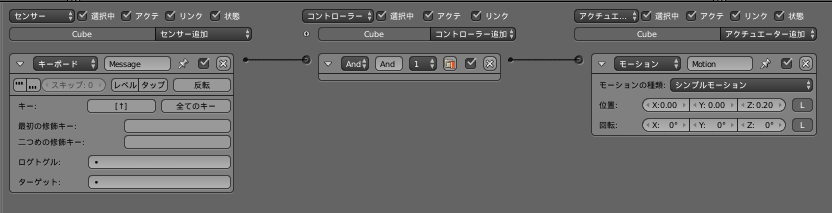 センサー 選択中 アクテ リンク 状態 コントローラー 選択中 アクテ リンク アクチュエ... 選択中 アクテ リンク 状態
Cube センサー追加 Cube コントローラー追加 Cube アクチュエーター追加
キーボード Message And And 1 モーション Motion
スキップ: 0 レベル タップ 反転 モーションの種類: シンプルモーション
キー: [↑] 全てのキー 位置: X:0.00 Y: 0.00 Z: 0.20 L
最初の修飾キー: 回転: X: 0° Y: 0° Z: 0° L
二つめの修飾キー:
ログトグル:
ターゲット: